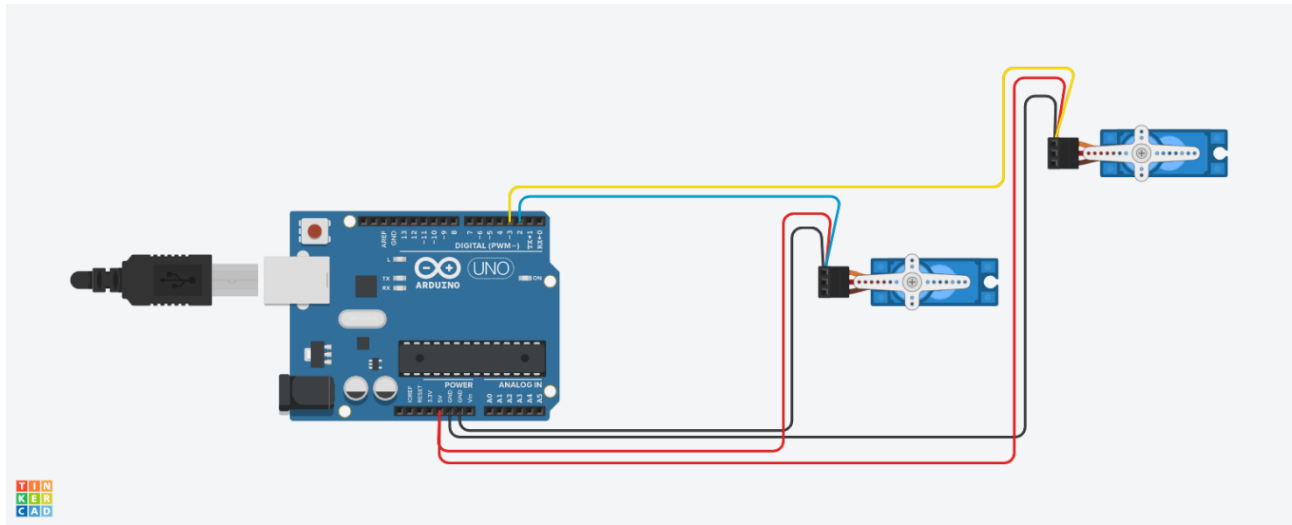 AREF
GND
13
12
~11
~10
~9
8
7
~6
~5
4
~3
2
TX→1
RX←0
DIGITAL (PWM~)
L
TX
RX
UNO
ARDUINO
ON
POWER
ANALOG IN
IOREF
RESET
3.3V
5V
GND
GND
Vin
A0
A1
A2
A3
A4
A5
TIN
KER
CAD